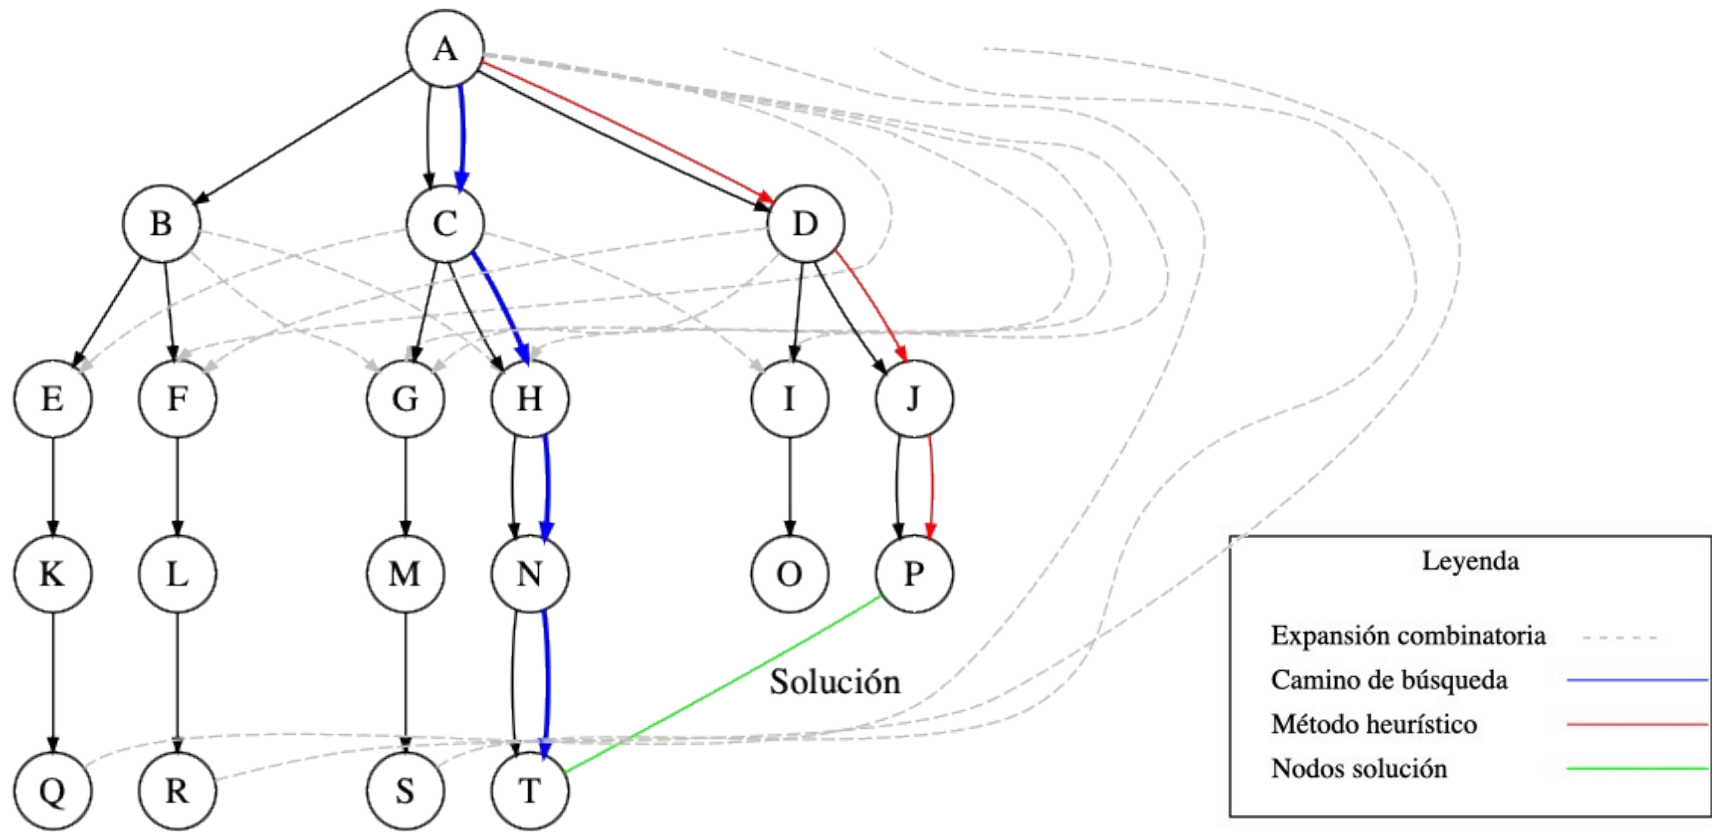 A
B
C
D
E
F
G
H
I
J
K
L
M
N
O
P
Solución
Q
R
S
T
Leyenda
Expansión combinatoria
Camino de búsqueda
Método heurístico
Nodos solución